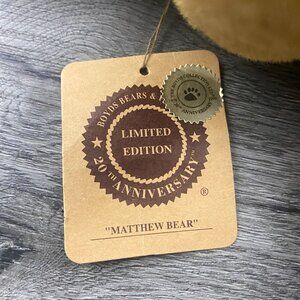 BOYDS BEARS &
LIMITED
EDITION
20TH ANNIVERSARY
®
"MATTHEW BEAR"